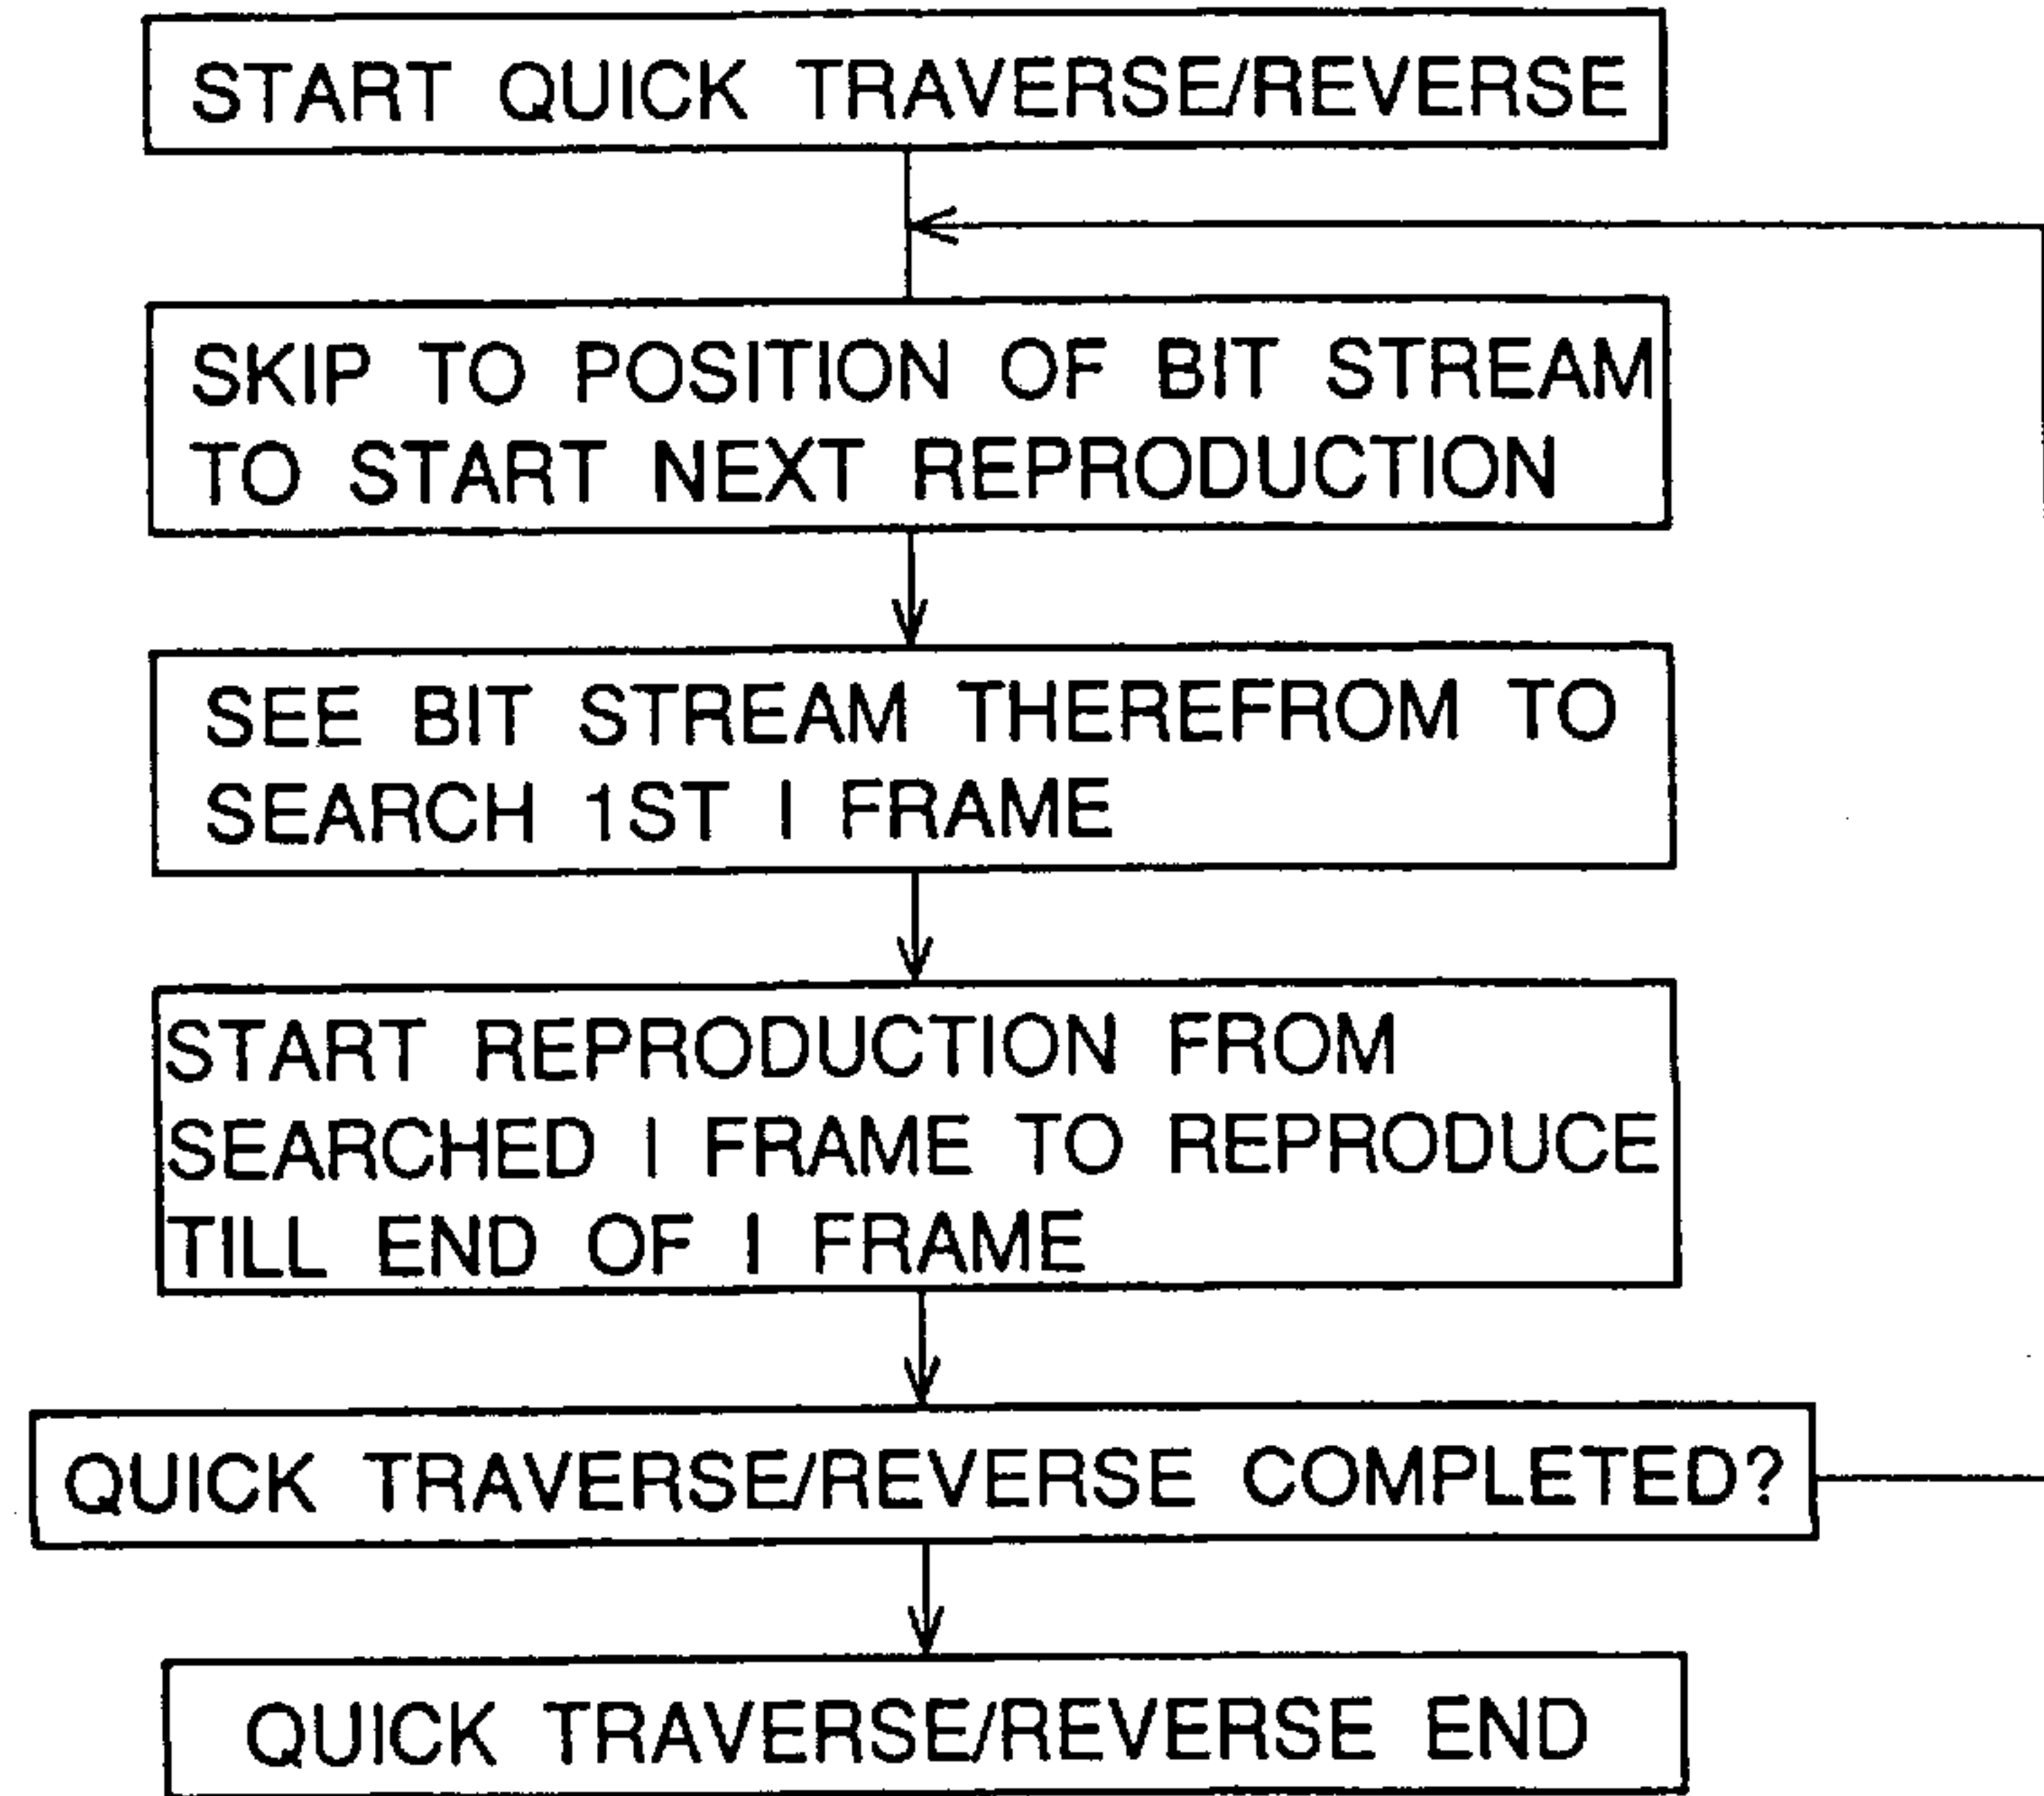 START QUICK TRAVERSE/REVERSE
SKIP TO POSITION OF BIT STREAM
TO START NEXT REPRODUCTION
SEE BIT STREAM THEREFROM TO
SEARCH 1ST I FRAME
START REPRODUCTION FROM
SEARCHED I FRAME TO REPRODUCE
TILL END OF I FRAME
QUICK TRAVERSE/REVERSE COMPLETED?
QUICK TRAVERSE/REVERSE END